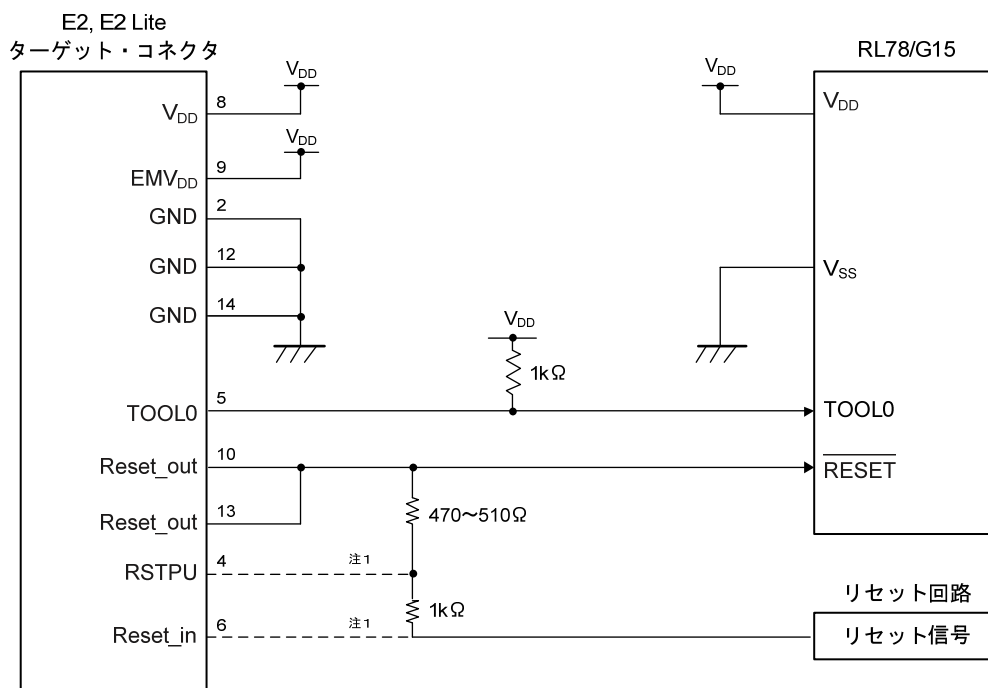 E2, E2 Lite
ターゲット・コネクタ
RL78/G15
VDD
8
VDD
VDD
VDD
EMVDD
9
VDD
GND
2
GND
12
VSS
GND
14
VDD
1kΩ
TOOL0
5
TOOL0
Reset_out
10
RESET
Reset_out
13
470～510Ω
RSTPU
4
注1
1kΩ
リセット回路
Reset_in
6
注1
リセット信号